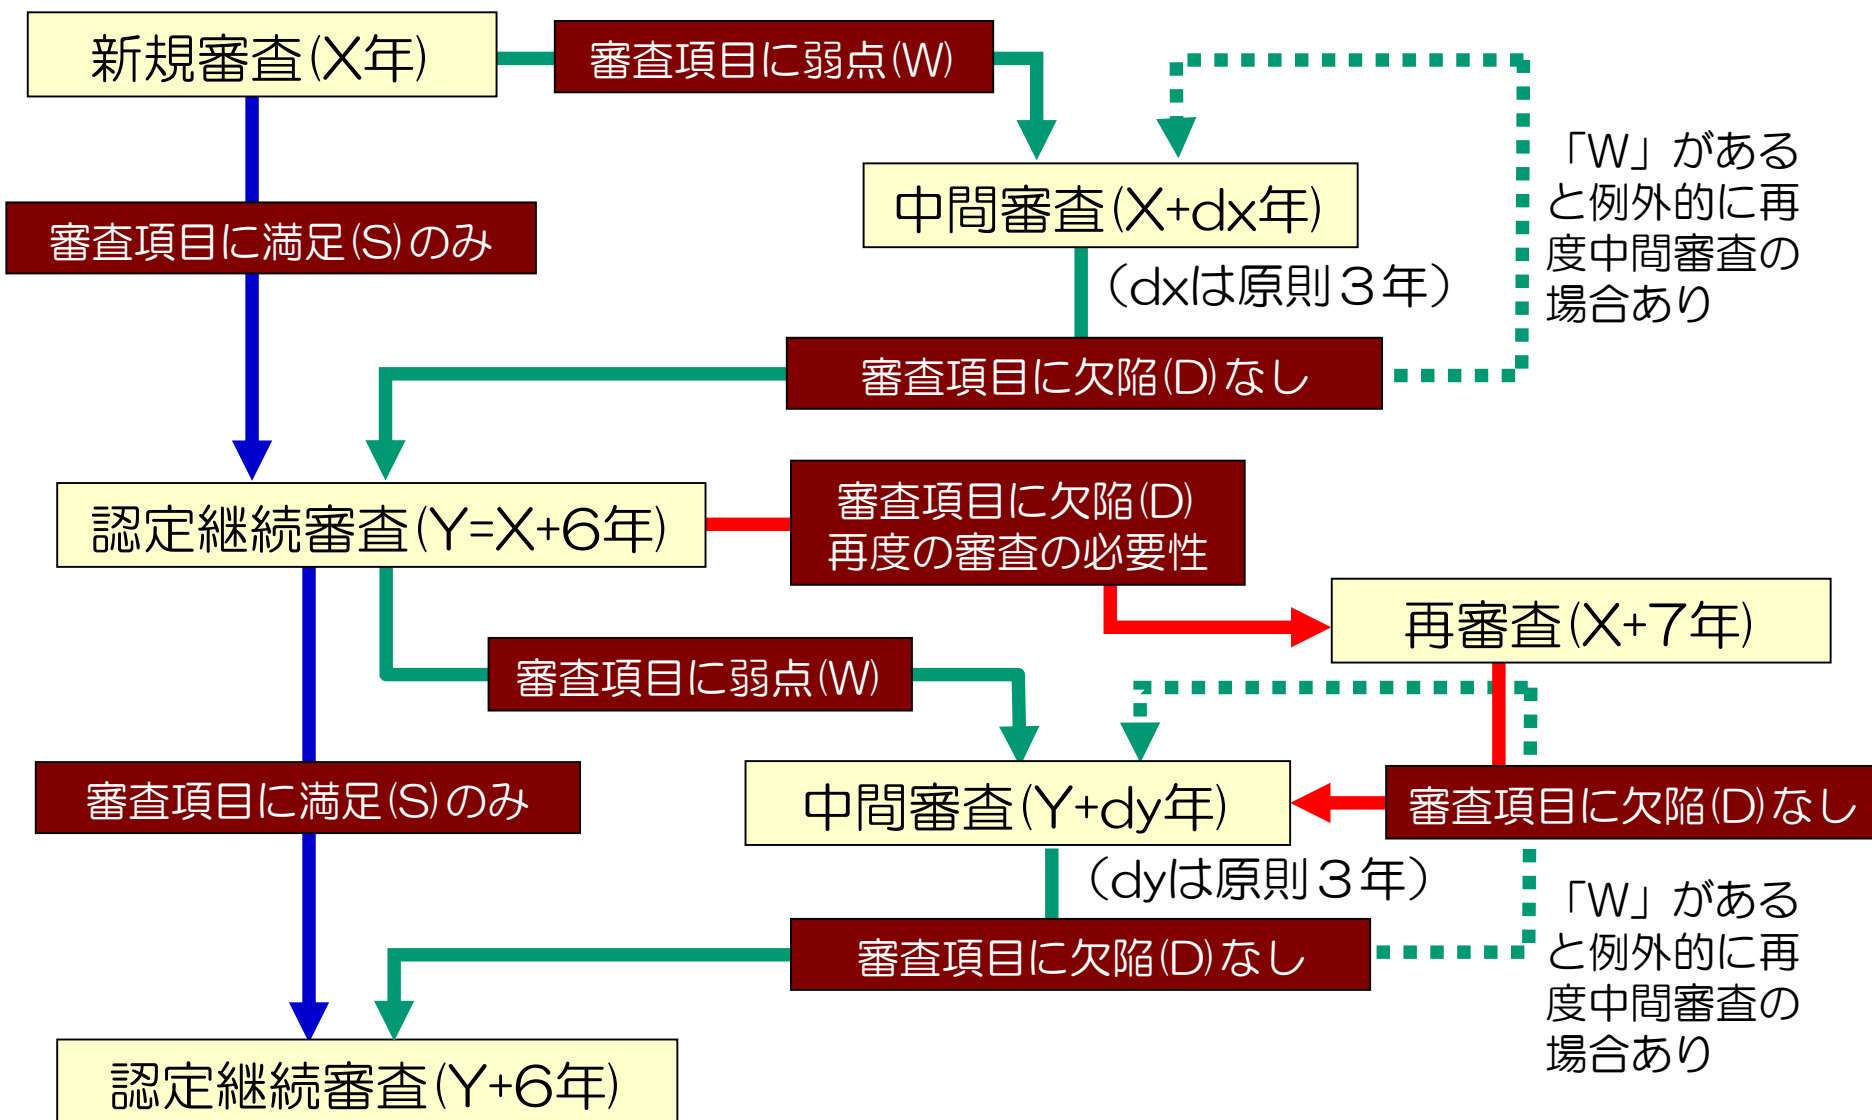 新規審査(X年)
審査項目に弱点(W)
「W」がある
と例外的に再
度中間審査の
場合あり
中間審査(X+dx年)
審査項目に満足(S)のみ
（dxは原則３年）
審査項目に欠陥(D)なし
認定継続審査(Y=X+6年)
審査項目に欠陥(D)
再度の審査の必要性
再審査(X+7年)
審査項目に弱点(W)
審査項目に満足(S)のみ
中間審査(Y+dy年)
審査項目に欠陥(D)なし
（dyは原則３年）
「W」がある
と例外的に再
度中間審査の
場合あり
審査項目に欠陥(D)なし
認定継続審査(Y+6年)